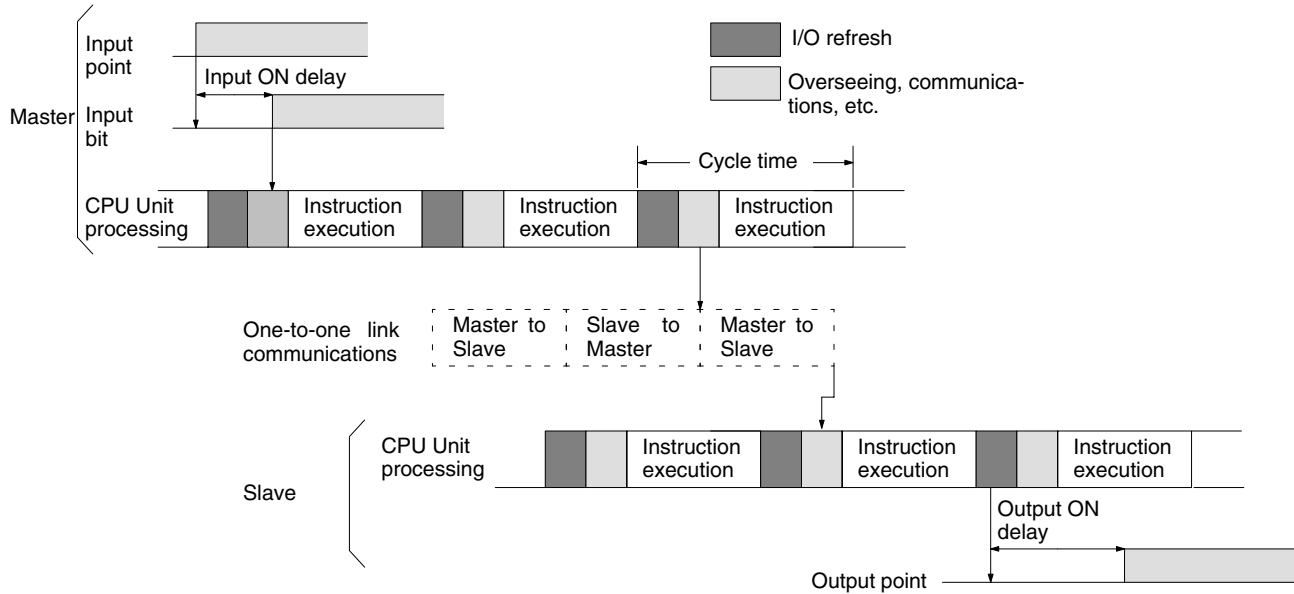 Input
point
I/O refresh
Input ON delay
Overseeing, communica-
tions, etc.
Master
Input
bit
Cycle time
CPU Unit
processing
Instruction
execution
Instruction
execution
Instruction
execution
One-to-one link
communications
Master to
Slave
Slave to
Master
Master to
Slave
CPU Unit
processing
Instruction
execution
Instruction
execution
Instruction
execution
Slave
Output ON
delay
Output point